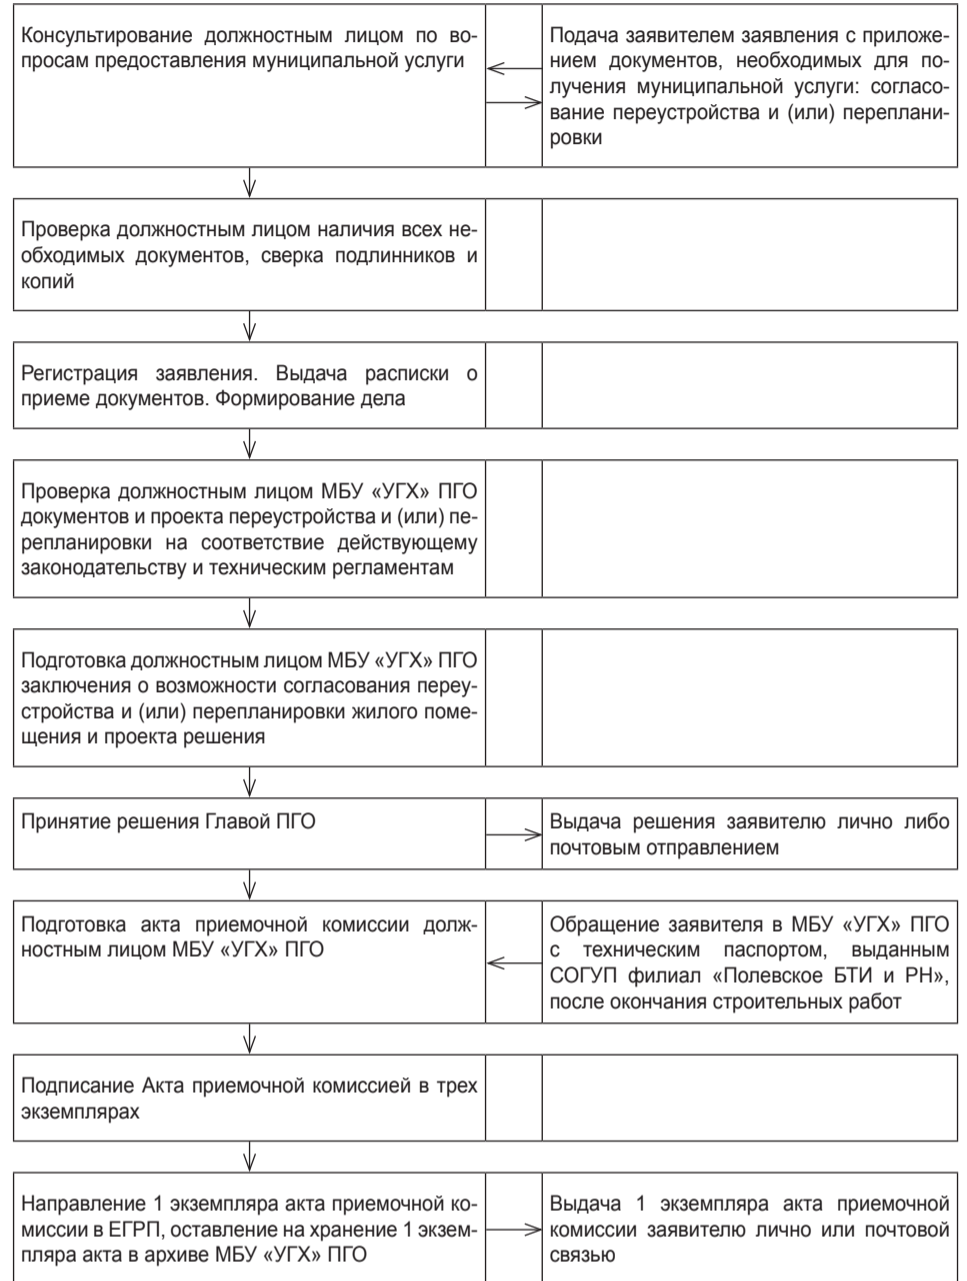 Консультирование должностным лицом по во-
просам предоставления муниципальной услуги
Подача заявителем заявления с приложе-
нием документов, необходимых для по-
лучения муниципальной услуги: согласо-
вание переустройства и (или) переплани-
ровки
Проверка должностным лицом наличия всех не-
обходимых документов, сверка подлинников и
копий
Регистрация заявления. Выдача расписки о
приеме документов. Формирование дела
Проверка должностным лицом МБУ «УГХ» ПГО
документов и проекта переустройства и (или) пе-
репланировки на соответствие действующему
законодательству и техническим регламентам
Подготовка должностным лицом МБУ «УГХ» ПГО
заключения о возможности согласования переу-
стройства и (или) перепланировки жилого поме-
щения и проекта решения
Принятие решения Главой ПГО
Выдача решения заявителю лично либо
почтовым отправлением
Подготовка акта приемочной комиссии долж-
ностным лицом МБУ «УГХ» ПГО
Обращение заявителя в МБУ «УГХ» ПГО
с техническим паспортом, выданным
СОГУП филиал «Полевское БТИ и РН»,
после окончания строительных работ
Подписание Акта приемочной комиссией в трех
экземплярах
Направление 1 экземпляра акта приемочной ко-
миссии в ЕГРП, оставление на хранение 1 экзем-
пляра акта в архиве МБУ «УГХ» ПГО
Выдача 1 экземпляра акта приемочной
комиссии заявителю лично или почтовой
связью